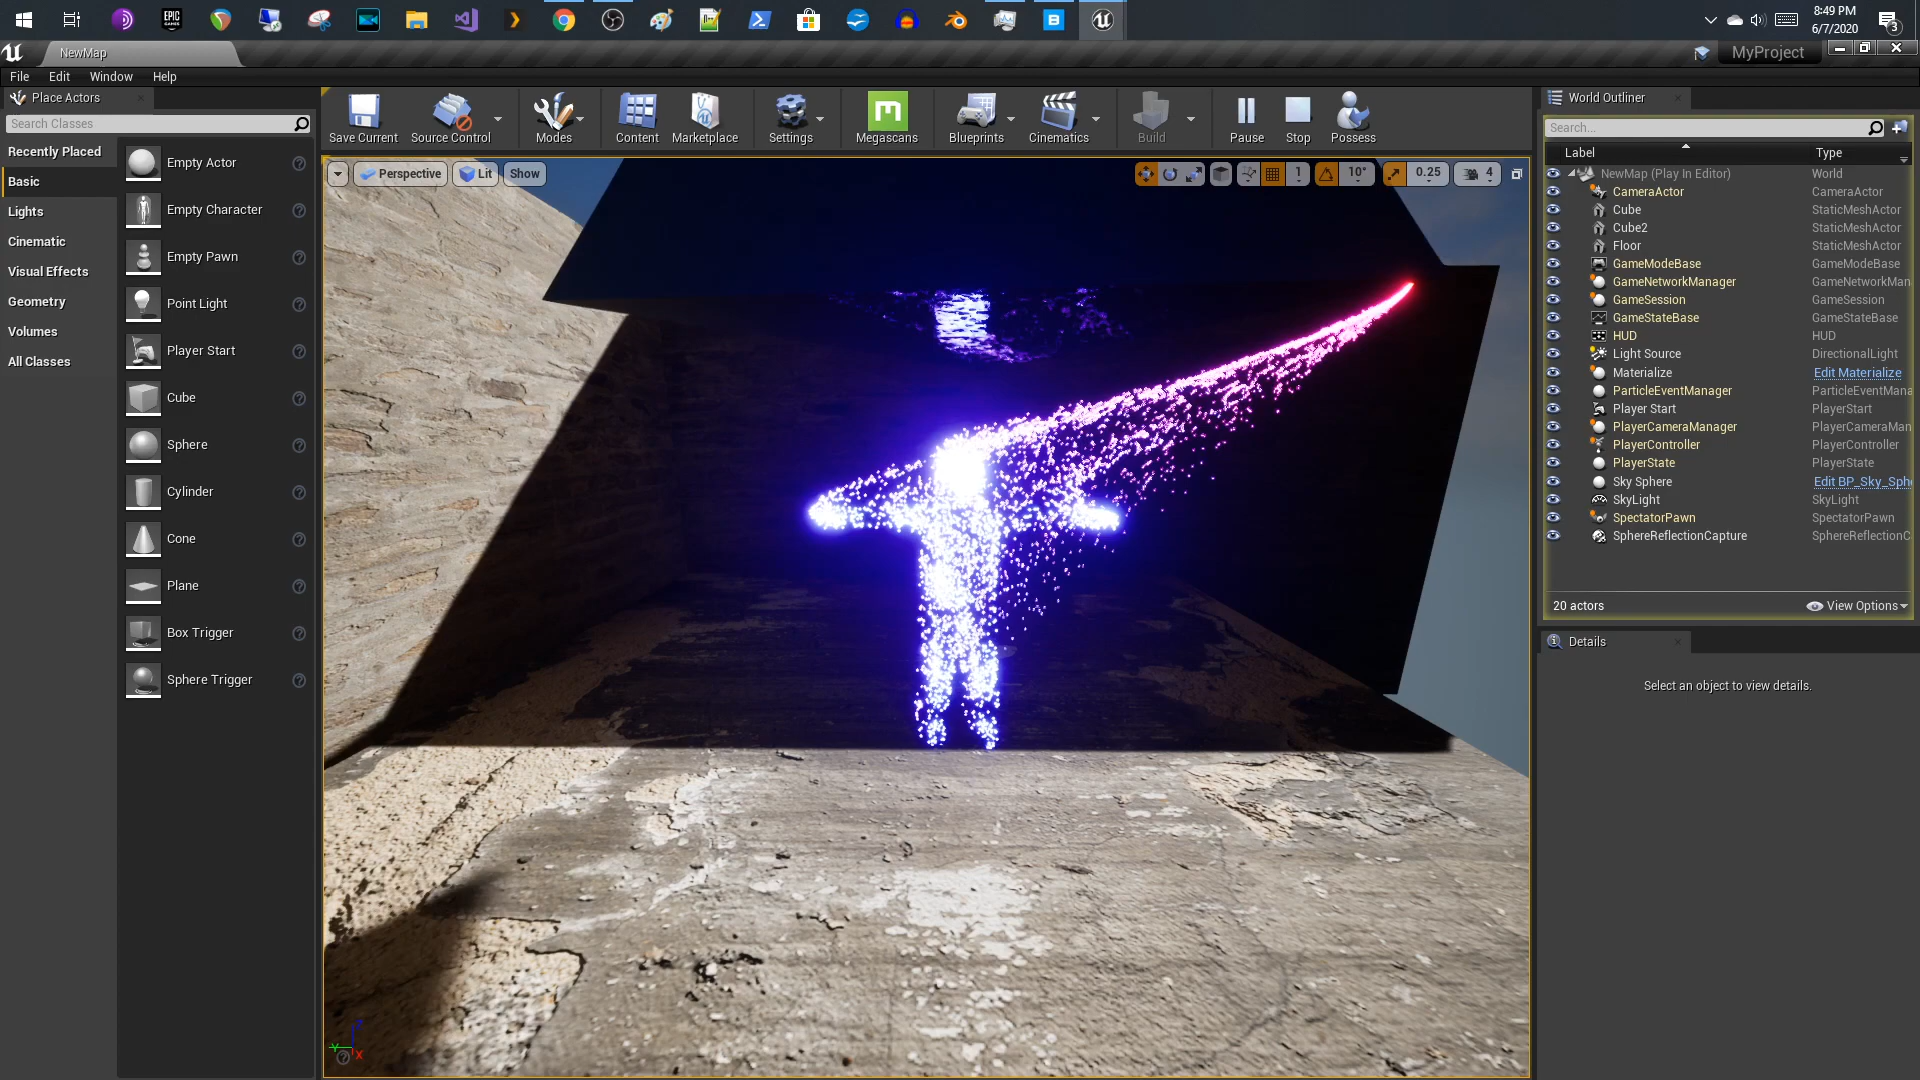 EPIC
GAMES
8:49 PM
6/7/2020
3
NewMap
MyProject
File
Edit
Window
Help
Place Actors
Search Classes
Recently Placed
Basic
Lights
Cinematic
Visual Effects
Geometry
Volumes
All Classes
Empty Actor
Empty Character
Empty Pawn
Point Light
Player Start
Cube
Sphere
Cylinder
Cone
Plane
Box Trigger
Sphere Trigger
Save Current
Source Control
Modes
Content
Marketplace
Settings
Megascans
Blueprints
Cinematics
Build
Pause
Stop
Possess
Perspective
Lit
Show
1
10°
0.25
4
World Outliner
Search...
Label Type
NewMap (Play In Editor) World
CameraActor CameraActor
Cube StaticMeshActor
Cube2 StaticMeshActor
Floor StaticMeshActor
GameModeBase GameModeBase
GameNetworkManager GameNetworkMan
GameSession GameSession
GameStateBase GameStateBase
HUD HUD
Light Source DirectionalLight
Materialize Edit Materialize
ParticleEventManager ParticleEventMana
Player Start PlayerStart
PlayerCameraManager PlayerCameraMan
PlayerController PlayerController
PlayerState PlayerState
Sky Sphere Edit BP_Sky_Sph
SkyLight SkyLight
SpectatorPawn SpectatorPawn
SphereReflectionCapture SphereReflectionC
20 actors
View Options
Details
Select an object to view details.
Z
Y
X